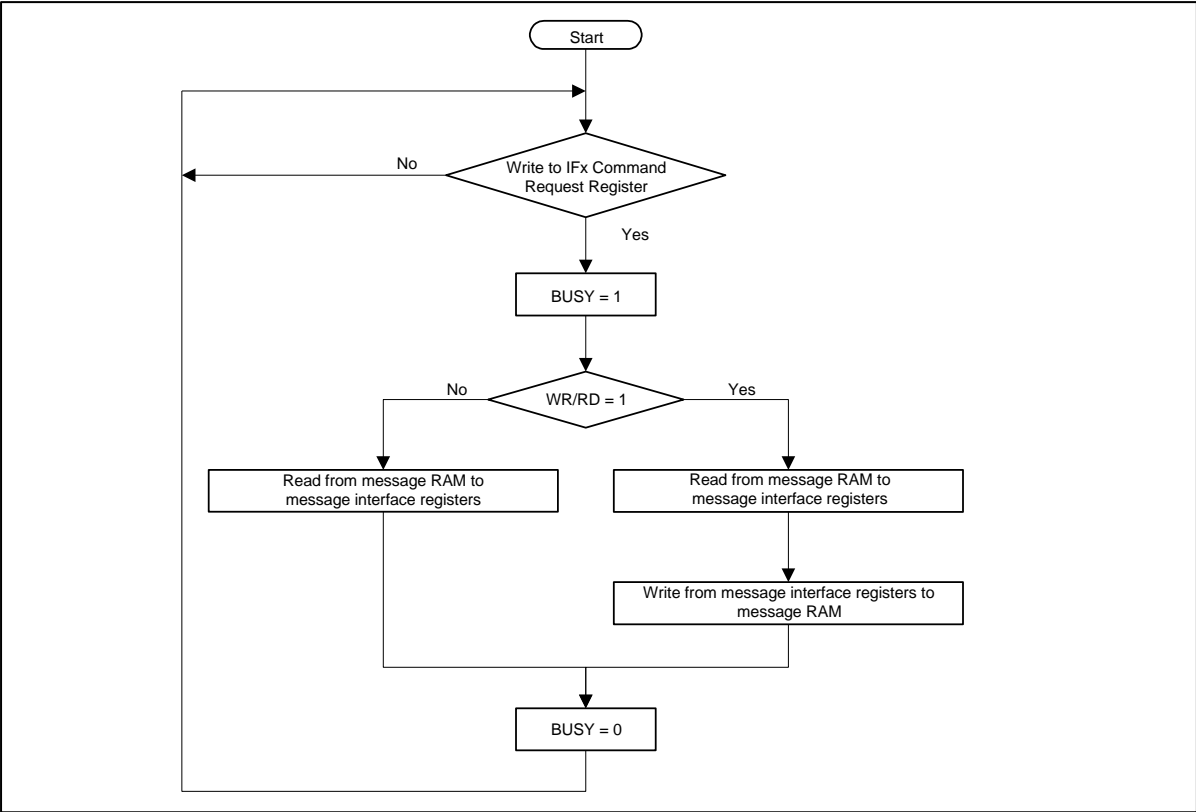 Start
No
Write to IFx Command
Request Register
Yes
BUSY = 1
No
WR/RD = 1
Yes
Read from message RAM to
message interface registers
Read from message RAM to
message interface registers
Write from message interface registers to
message RAM
BUSY = 0